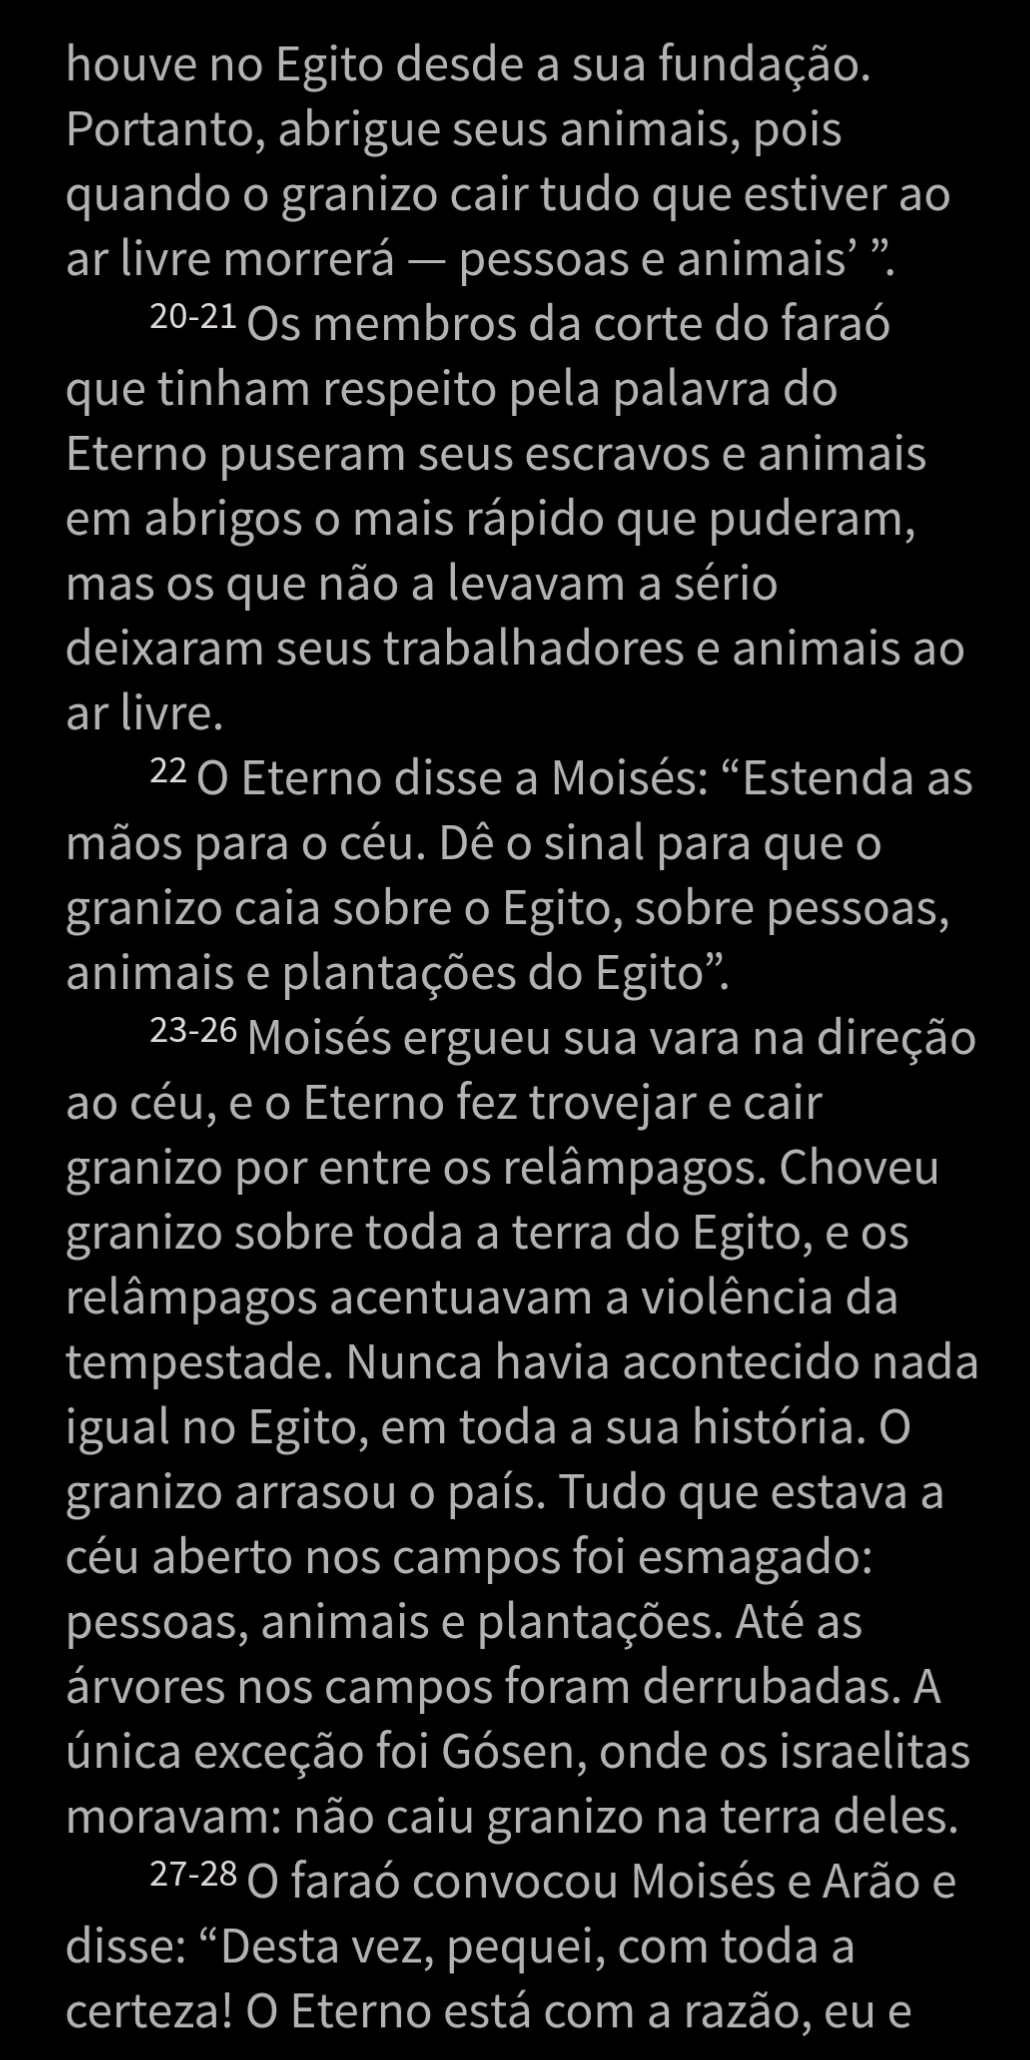 houve no Egito desde a sua fundação.
Portanto, abrigue seus animais, pois
quando o granizo cair tudo que estiver ao
ar livre morrerá — pessoas e animais’ ”.
20-21 Os membros da corte do faraó
que tinham respeito pela palavra do
Eterno puseram seus escravos e animais
em abrigos o mais rápido que puderam,
mas os que não a levavam a sério
deixaram seus trabalhadores e animais ao
ar livre.
22 O Eterno disse a Moisés: “Estenda as
mãos para o céu. Dê o sinal para que o
granizo caia sobre o Egito, sobre pessoas,
animais e plantações do Egito”.
23-26 Moisés ergueu sua vara na direção
ao céu, e o Eterno fez trovejar e cair
granizo por entre os relâmpagos. Choveu
granizo sobre toda a terra do Egito, e os
relâmpagos acentuavam a violência da
tempestade. Nunca havia acontecido nada
igual no Egito, em toda a sua história. O
granizo arrasou o país. Tudo que estava a
céu aberto nos campos foi esmagado:
pessoas, animais e plantações. Até as
árvores nos campos foram derrubadas. A
única exceção foi Gósen, onde os israelitas
moravam: não caiu granizo na terra deles.
27-28 O faraó convocou Moisés e Arão e
disse: “Desta vez, pequei, com toda a
certeza! O Eterno está com a razão, eu e